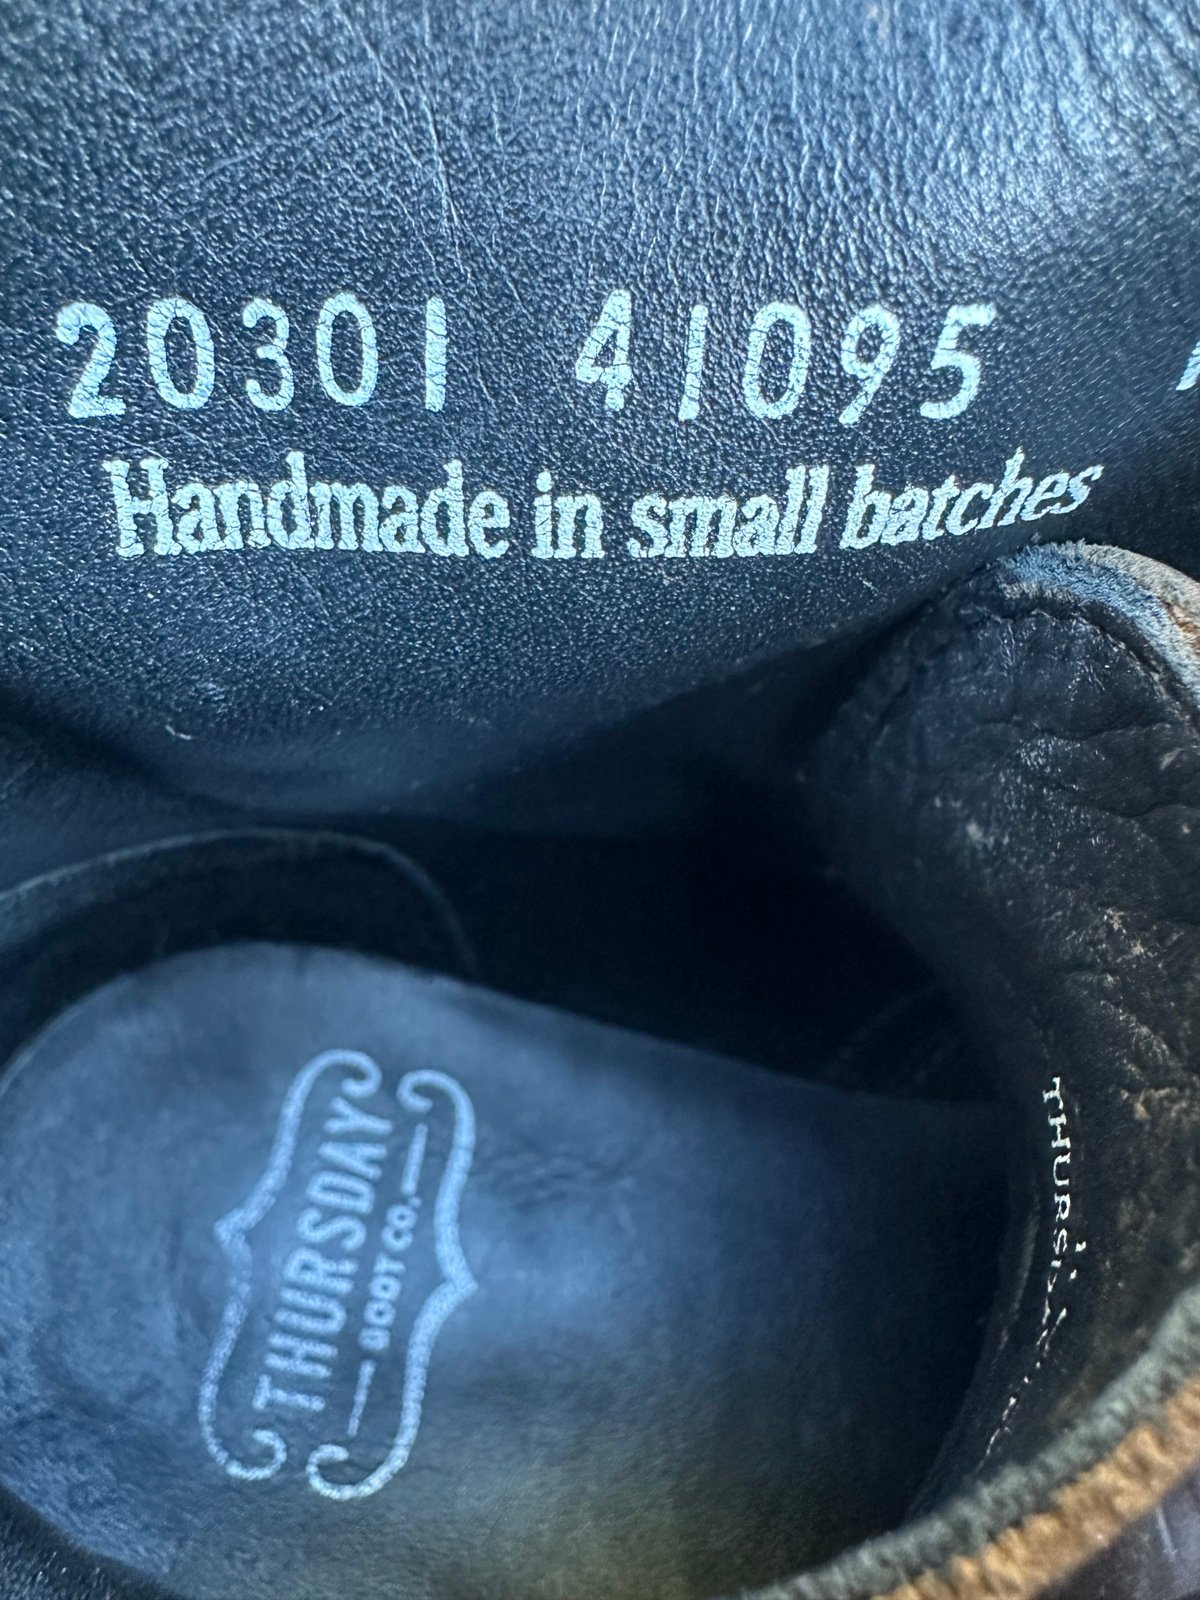 20301 41095
Handmade in small batches
THURSDAY
BOOT CO.